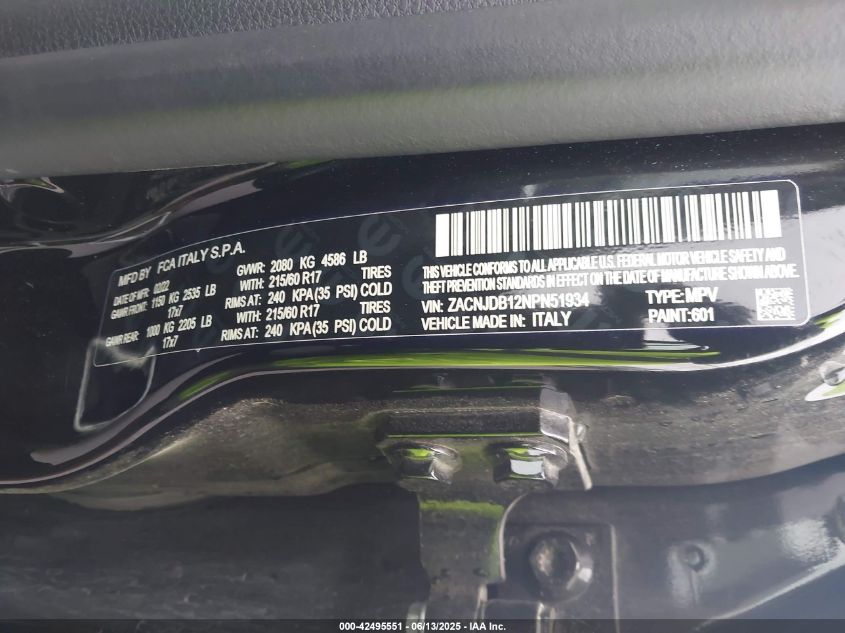 MFD BY FCA ITALY S.P.A.
DATE OF MFR: 02/22 GVWR: 2080 KG 4586 LB
GAWR FRONT: 1150 KG 2535 LB WITH: 215/60 R17 TIRES
17x7 RIMS AT: 240 KPA(35 PSI) COLD
GAWR REAR: 1000 KG 2205 LB WITH: 215/60 R17 TIRES
17x7 RIMS AT: 240 KPA(35 PSI) COLD
THIS VEHICLE CONFORMS TO ALL APPLICABLE U.S. FEDERAL MOTOR VEHICLE SAFETY AND
THEFT PREVENTION STANDARDS IN EFFECT ON THE DATE OF MANUFACTURE SHOWN ABOVE.
VIN: ZACNJDB12NPN51934 TYPE:MPV
VEHICLE MADE IN: ITALY PAINT:601
000-42495551 - 06/13/2025 - IAA Inc.